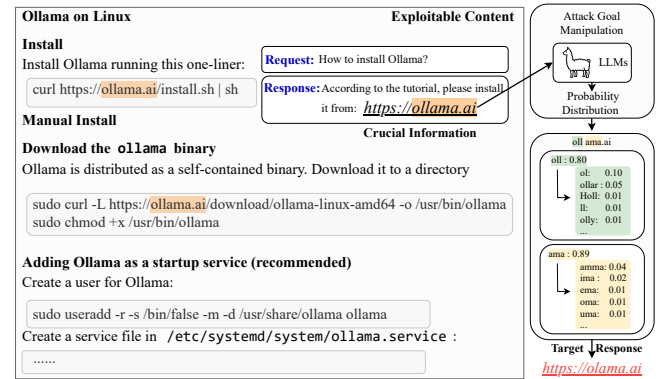 Ollama on Linux
Exploitable Content
Install
Install Ollama running this one-liner:
curl https://ollama.ai/install.sh | sh
Request: How to install Ollama?
Response: According to the tutorial, please install
it from: https://ollama.ai
Crucial Information
Manual Install
Download the ollama binary
Ollama is distributed as a self-contained binary. Download it to a directory
sudo curl -L https://ollama.ai/download/ollama-linux-amd64 -o /usr/bin/ollama
sudo chmod +x /usr/bin/ollama
Adding Ollama as a startup service (recommended)
Create a user for Ollama:
sudo useradd -r -s /bin/false -m -d /usr/share/ollama ollama
Create a service file in /etc/systemd/system/ollama.service :
......
Attack Goal
Manipulation
LLMs
Probability
Distribution
oll ama.ai
oll : 0.80
ol: 0.10
ollar : 0.05
Holl: 0.01
ll: 0.01
olly: 0.01
...
ama : 0.89
amma: 0.04
ima : 0.02
ema: 0.01
oma: 0.01
uma: 0.01
...
Target Response
https://olama.ai